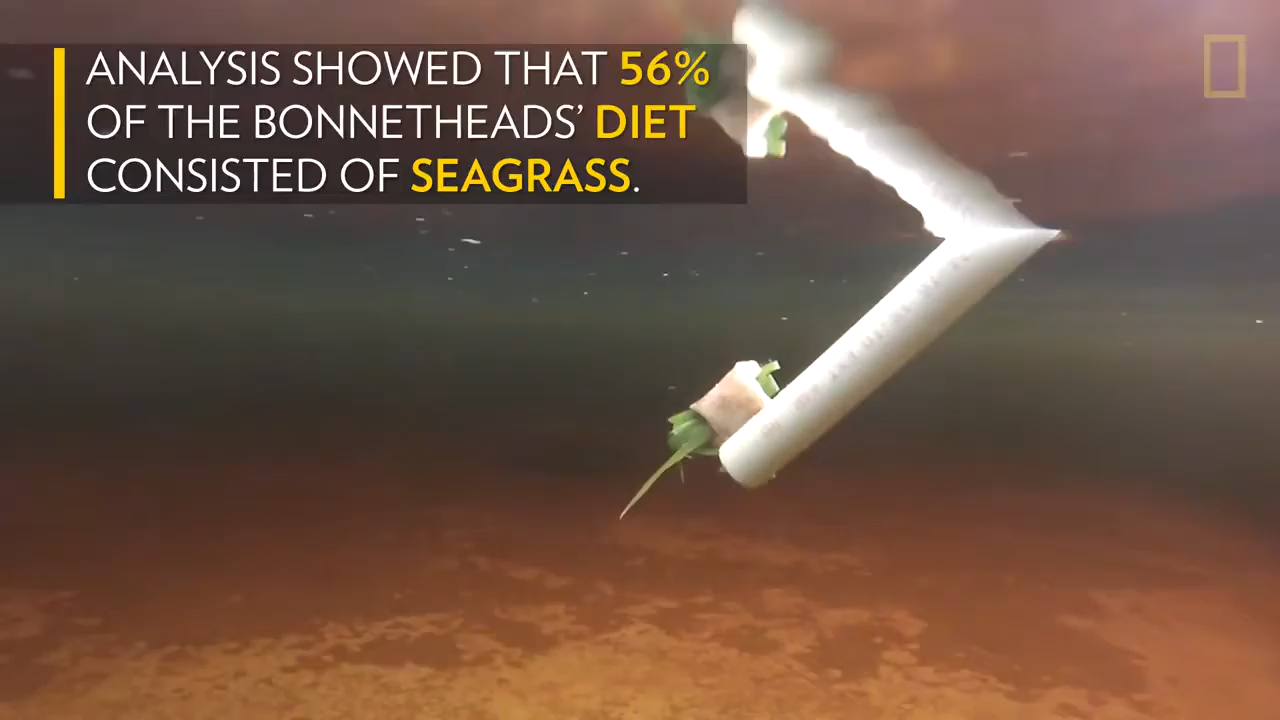 ANALYSIS SHOWED THAT 56%
OF THE BONNETHEADS’ DIET
CONSISTED OF SEAGRASS.